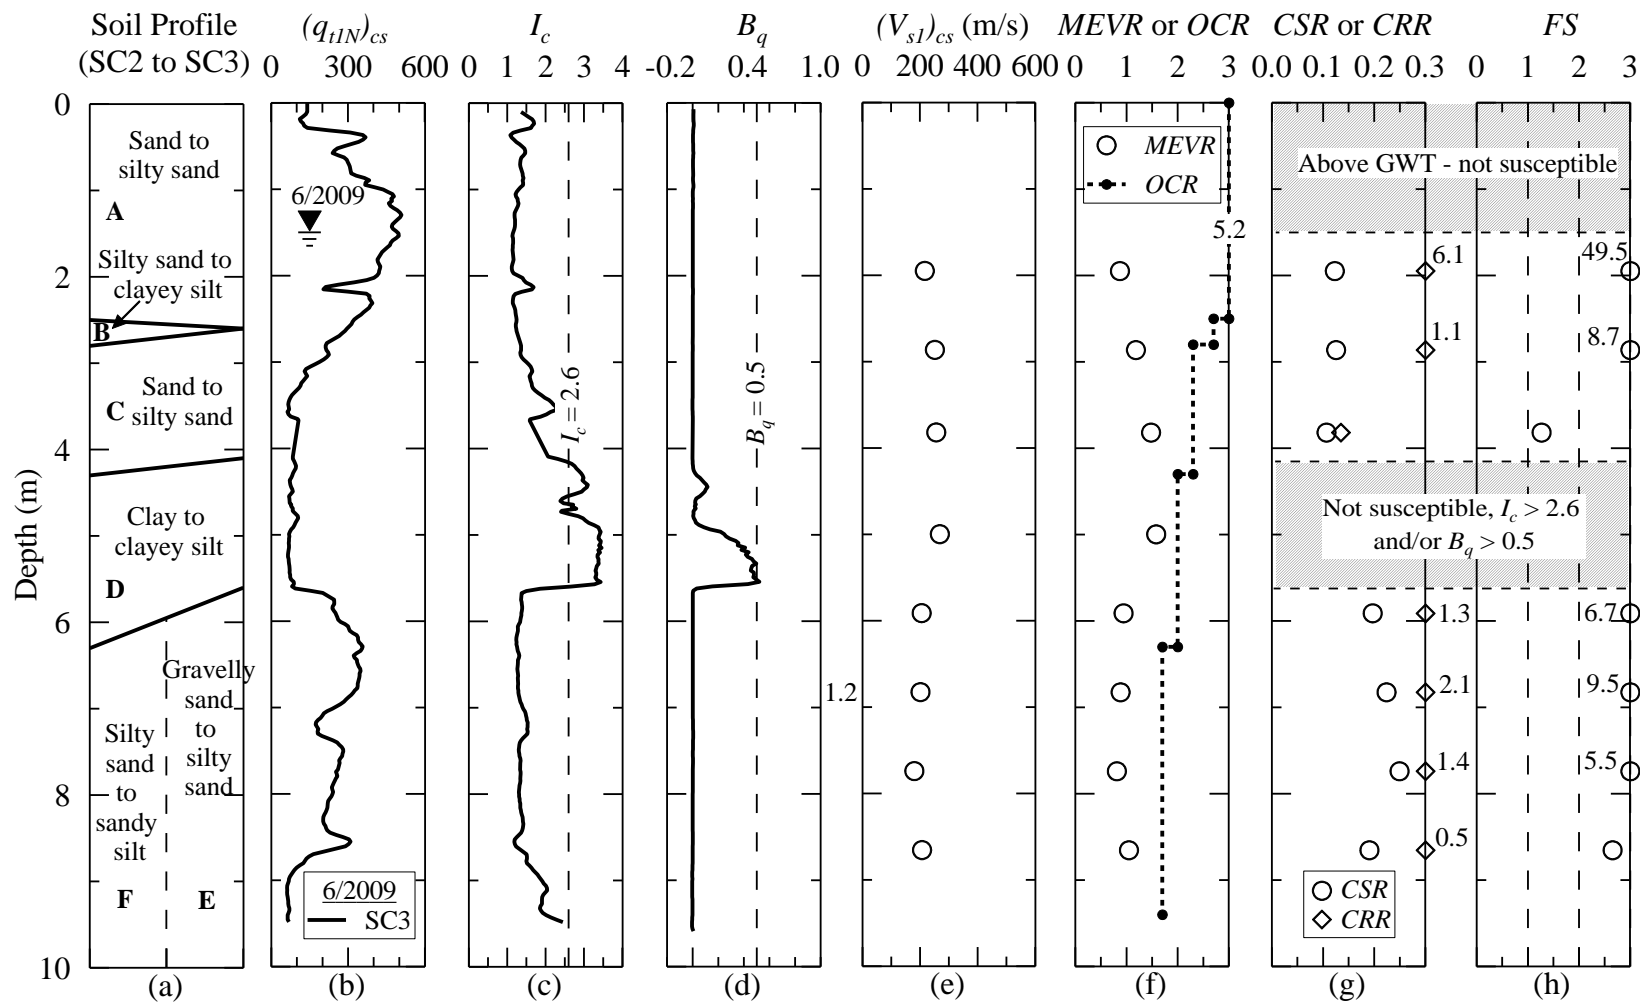 Soil Profile
(SC2 to SC3)
(q_{t1N})_{cs}
I_c
B_q
(V_{s1})_{cs} (m/s)
MEVR or OCR
CSR or CRR
FS
0 300 600
0 1 2 3 4
-0.2 0.4 1.0
0 200 400 600
0 1 2 3
0.0 0.1 0.2 0.3
0 1 2 3
Depth (m)
0
2
4
6
8
10
Sand to
silty sand
A
Silty sand to
clayey silt
B
Sand to
C silty sand
Clay to
clayey silt
D
Gravelly
sand
to
silty
sand
E
Silty
sand
to
sandy
silt
F
6/2009
6/2009
SC3
I_c = 2.6
B_q = 0.5
1.2
MEVR
OCR
5.2
Above GWT - not susceptible
6.1
49.5
1.1
8.7
Not susceptible, I_c > 2.6
and/or B_q > 0.5
1.3
6.7
2.1
9.5
1.4
5.5
0.5
CSR
CRR
(a) (b) (c) (d) (e) (f) (g) (h)